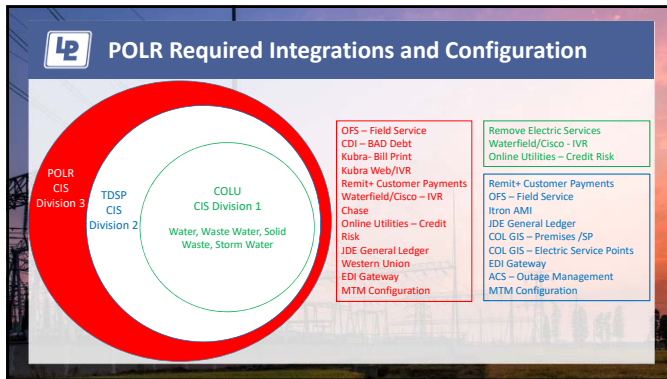 LP
POLR Required Integrations and Configuration
POLR
CIS
Division 3
TDSP
CIS
Division 2
COLU
CIS Division 1
Water, Waste Water, Solid
Waste, Storm Water
OFS – Field Service
CDI – BAD Debt
Kubra- Bill Print
Kubra Web/IVR
Remit+ Customer Payments
Waterfield/Cisco – IVR
Chase
Online Utilities – Credit
Risk
JDE General Ledger
Western Union
EDI Gateway
MTM Configuration
Remove Electric Services
Waterfield/Cisco - IVR
Online Utilities – Credit Risk
Remit+ Customer Payments
OFS – Field Service
Itron AMI
JDE General Ledger
COL GIS – Premises /SP
COL GIS – Electric Service Points
EDI Gateway
ACS – Outage Management
MTM Configuration